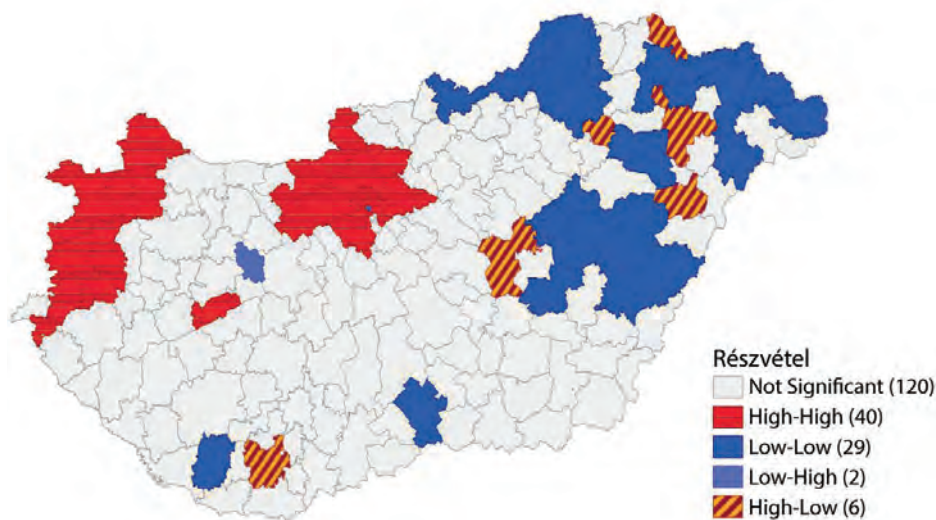 Részvétel
Not Significant (120)
High-High (40)
Low-Low (29)
Low-High (2)
High-Low (6)